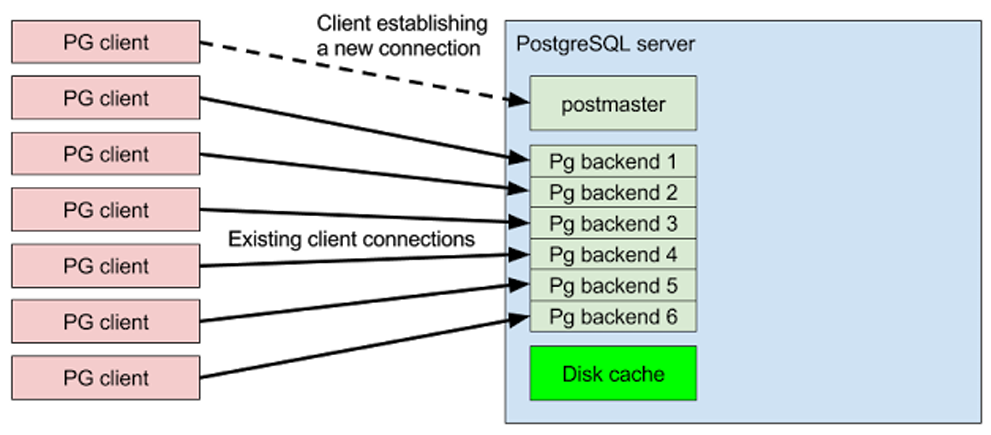 PG client
PG client
PG client
PG client
PG client
PG client
PG client
Client establishing
a new connection
Existing client connections
PostgreSQL server
postmaster
Pg backend 1
Pg backend 2
Pg backend 3
Pg backend 4
Pg backend 5
Pg backend 6
Disk cache